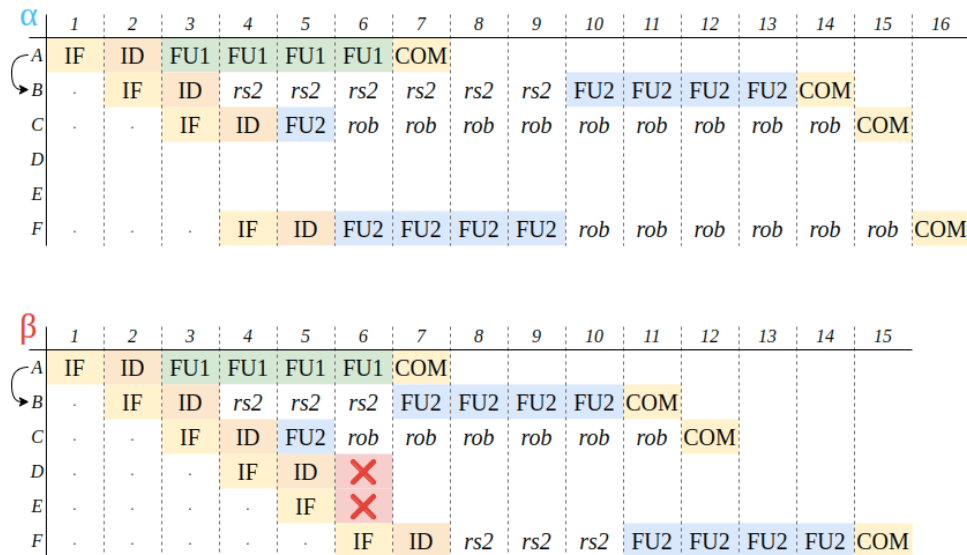 α 1 2 3 4 5 6 7 8 9 10 11 12 13 14 15 16
A IF ID FU1 FU1 FU1 FU1 COM
B . IF ID rs2 rs2 rs2 rs2 rs2 rs2 FU2 FU2 FU2 FU2 COM
C . . IF ID FU2 rob rob rob rob rob rob rob rob rob COM
D
E
F . . . IF ID FU2 FU2 FU2 FU2 rob rob rob rob rob rob COM
β 1 2 3 4 5 6 7 8 9 10 11 12 13 14 15
A IF ID FU1 FU1 FU1 FU1 COM
B . IF ID rs2 rs2 rs2 FU2 FU2 FU2 FU2 COM
C . . IF ID FU2 rob rob rob rob rob rob COM
D . . . IF ID
E . . . . IF
F . . . . . IF ID rs2 rs2 rs2 FU2 FU2 FU2 FU2 COM